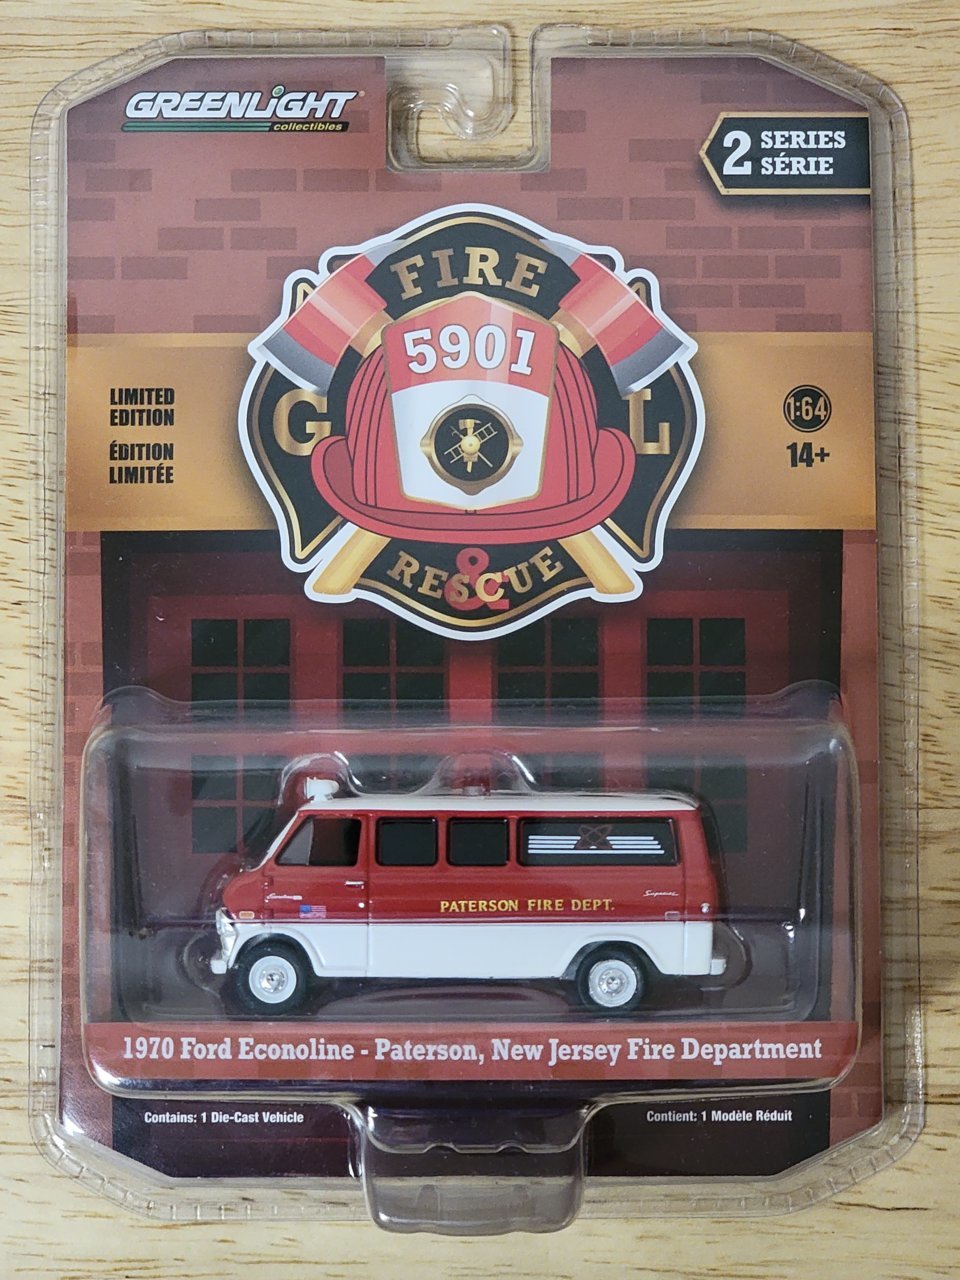 GREENLIGHT
collectibles
2 SERIES
SÉRIE
FIRE
5901
G L
&
RESCUE
LIMITED
EDITION
ÉDITION
LIMITÉE
1:64
14+
PATERSON FIRE DEPT.
1970 Ford Econoline - Paterson, New Jersey Fire Department
Contains: 1 Die-Cast Vehicle
Contient: 1 Modèle Réduit